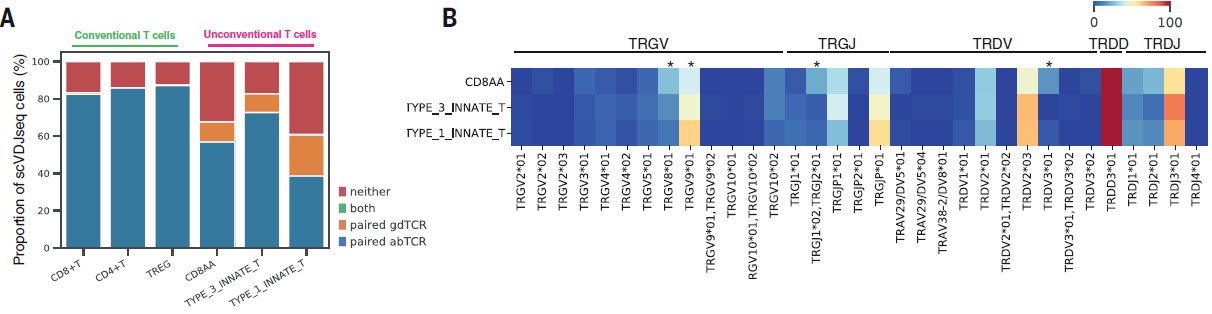 A
Conventional T cells
Unconventional T cells
Proportion of scVDJseq cells (%)
100
80
60
40
20
0
CD8+T
CD4+T
TREG
CD8AA
TYPE_3_INNATE_T
TYPE_1_INNATE_T
neither
both
paired gdTCR
paired abTCR
B
0
100
TRGV
TRGJ
TRDV
TRDD
TRDJ
* * * *
CD8AA
TYPE_3_INNATE_T
TYPE_1_INNATE_T
TRGV2*01
TRGV2*02
TRGV2*03
TRGV3*01
TRGV4*01
TRGV4*02
TRGV5*01
TRGV8*01
TRGV9*01
TRGV9*01,TRGV9*02
TRGV10*01
RGV10*01,TRGV10*02
TRGV10*02
TRGJ1*01
TRGJ1*02,TRGJ2*01
TRGJP1*01
TRGJP2*01
TRGJP*01
TRAV29/DV5*01
TRAV29/DV5*04
TRAV38-2/DV8*01
TRDV1*01
TRDV2*01
TRDV2*01,TRDV2*02
TRDV2*03
TRDV3*01
TRDV3*01,TRDV3*02
TRDV3*02
TRDD3*01
TRDJ1*01
TRDJ2*01
TRDJ3*01
TRDJ4*01